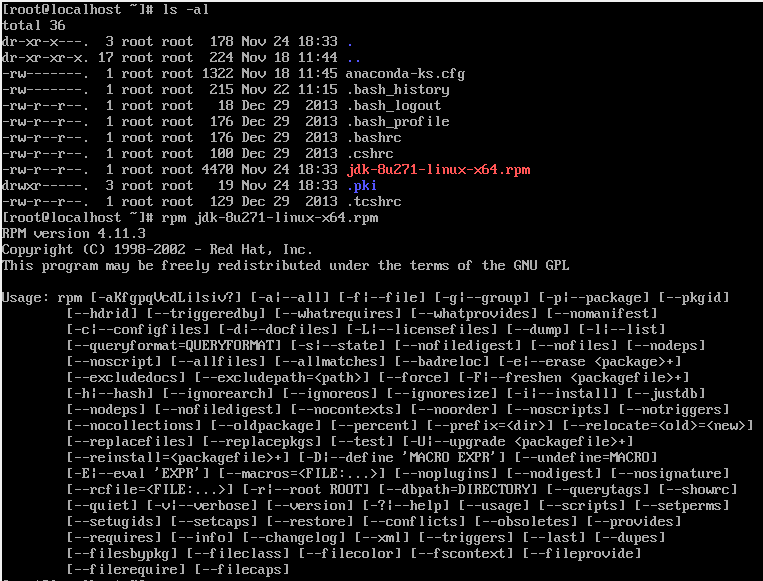 [root@localhost ~]# ls -al
total 36
dr-xr-x---.  3 root root  178 Nov 24 18:33 .
dr-xr-xr-x. 17 root root  224 Nov 18 11:44 ..
-rw-------.  1 root root 1322 Nov 18 11:45 anaconda-ks.cfg
-rw-------.  1 root root  215 Nov 22 11:15 .bash_history
-rw-r--r--.  1 root root   18 Dec 29  2013 .bash_logout
-rw-r--r--.  1 root root  176 Dec 29  2013 .bash_profile
-rw-r--r--.  1 root root  176 Dec 29  2013 .bashrc
-rw-r--r--.  1 root root  100 Dec 29  2013 .cshrc
-rw-r--r--.  1 root root 4470 Nov 24 18:33 jdk-8u271-linux-x64.rpm
drwxr-----.  3 root root   19 Nov 24 18:33 .pki
-rw-r--r--.  1 root root  129 Dec 29  2013 .tcshrc
[root@localhost ~]# rpm jdk-8u271-linux-x64.rpm
RPM version 4.11.3
Copyright (C) 1998-2002 - Red Hat, Inc.
This program may be freely redistributed under the terms of the GNU GPL
Usage: rpm [-aKfgpqVcdLilsiv?] [-a|--all] [-f|--file] [-g|--group] [-p|--package] [--pkgid]
[--hdrid] [--triggeredby] [--whatrequires] [--whatprovides] [--nomanifest]
[-c|--configfiles] [-d|--docfiles] [-L|--licensefiles] [--dump] [-l|--list]
[--queryformat=QUERYFORMAT] [-s|--state] [--nofiledigest] [--nofiles] [--nodeps]
[--noscript] [--allfiles] [--allmatches] [--badreloc] [-e|--erase <package>+]
[--excludedocs] [--excludepath=<path>] [--force] [-F|--freshen <packagefile>+]
[-h|--hash] [--ignorearch] [--ignoreos] [--ignoresize] [-i|--install] [--justdb]
[--nodeps] [--nofiledigest] [--nocontexts] [--noorder] [--noscripts] [--notriggers]
[--nocollections] [--oldpackage] [--percent] [--prefix=<dir>] [--relocate=<old>=<new>]
[--replacefiles] [--replacepkgs] [--test] [-U|--upgrade <packagefile>+]
[--reinstall=<packagefile>+] [-D|--define 'MACRO EXPR'] [--undefine=MACRO]
[-E|--eval 'EXPR'] [--macros=<FILE:...>] [--noplugins] [--nodigest] [--nosignature]
[--rcfile=<FILE:...>] [-r|--root ROOT] [--dbpath=DIRECTORY] [--querytags] [--showrc]
[--quiet] [-v|--verbose] [--version] [-?|--help] [--usage] [--scripts] [--setperms]
[--setugids] [--setcaps] [--restore] [--conflicts] [--obsoletes] [--provides]
[--requires] [--info] [--changelog] [--xml] [--triggers] [--last] [--dupes]
[--filesbypkg] [--fileclass] [--filecolor] [--fscontext] [--fileprovide]
[--filerequire] [--filecaps]